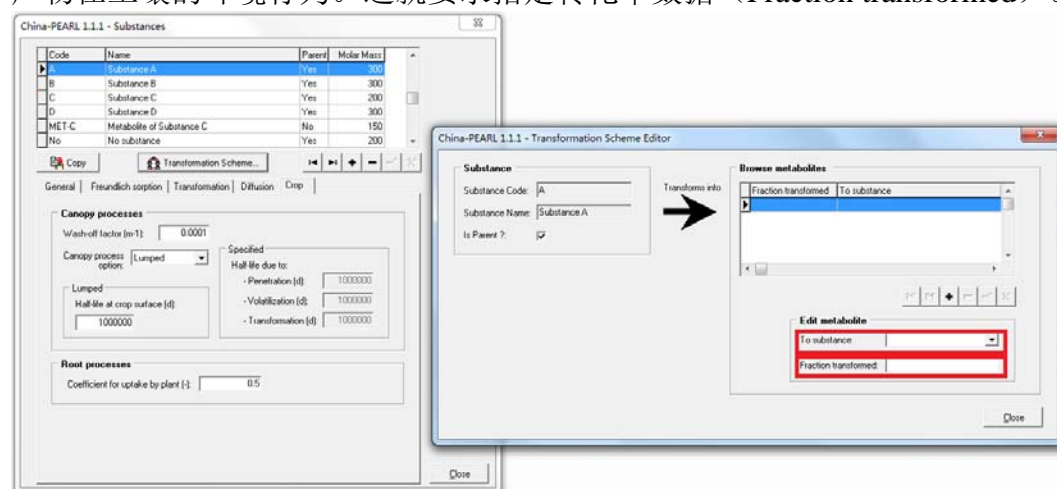 China-PEARL 1.1.1 - Substances
Code Name Parent Molar Mass
A Substance A Yes 300
B Substance B Yes 300
C Substance C Yes 200
D Substance D Yes 300
MET-C Metabolite of Substance C No 150
No No substance Yes 200
Copy Transformation Scheme...
General Freundlich sorption Transformation Diffusion Crop
Canopy processes
Wash-off factor (m-1): 0.0001
Canopy process option: Lumped
Lumped
Half-life at crop surface (d):
1000000
Specified
Half-life due to:
- Penetration (d): 1000000
- Volatilization (d): 1000000
- Transformation (d): 1000000
Root processes
Coefficient for uptake by plant (-): 0.5
Close
China-PEARL 1.1.1 - Transformation Scheme Editor
Substance
Substance Code: A
Substance Name: Substance A
Is Parent ?:
Transforms into
Browse metabolites
Fraction transformed To substance
Edit metabolite
To substance
Fraction transformed:
Close